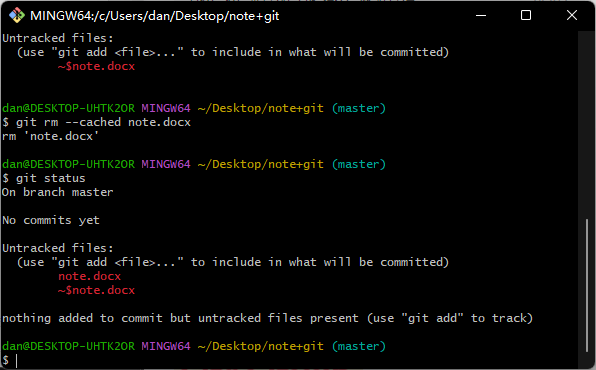 MINGW64:/c/Users/dan/Desktop/note+git
Untracked files:
  (use "git add <file>..." to include in what will be committed)
        ~$note.docx
dan@DESKTOP-UHTK2OR MINGW64 ~/Desktop/note+git (master)
$ git rm --cached note.docx
rm 'note.docx'
dan@DESKTOP-UHTK2OR MINGW64 ~/Desktop/note+git (master)
$ git status
On branch master
No commits yet
Untracked files:
  (use "git add <file>..." to include in what will be committed)
        note.docx
        ~$note.docx
nothing added to commit but untracked files present (use "git add" to track)
dan@DESKTOP-UHTK2OR MINGW64 ~/Desktop/note+git (master)
$